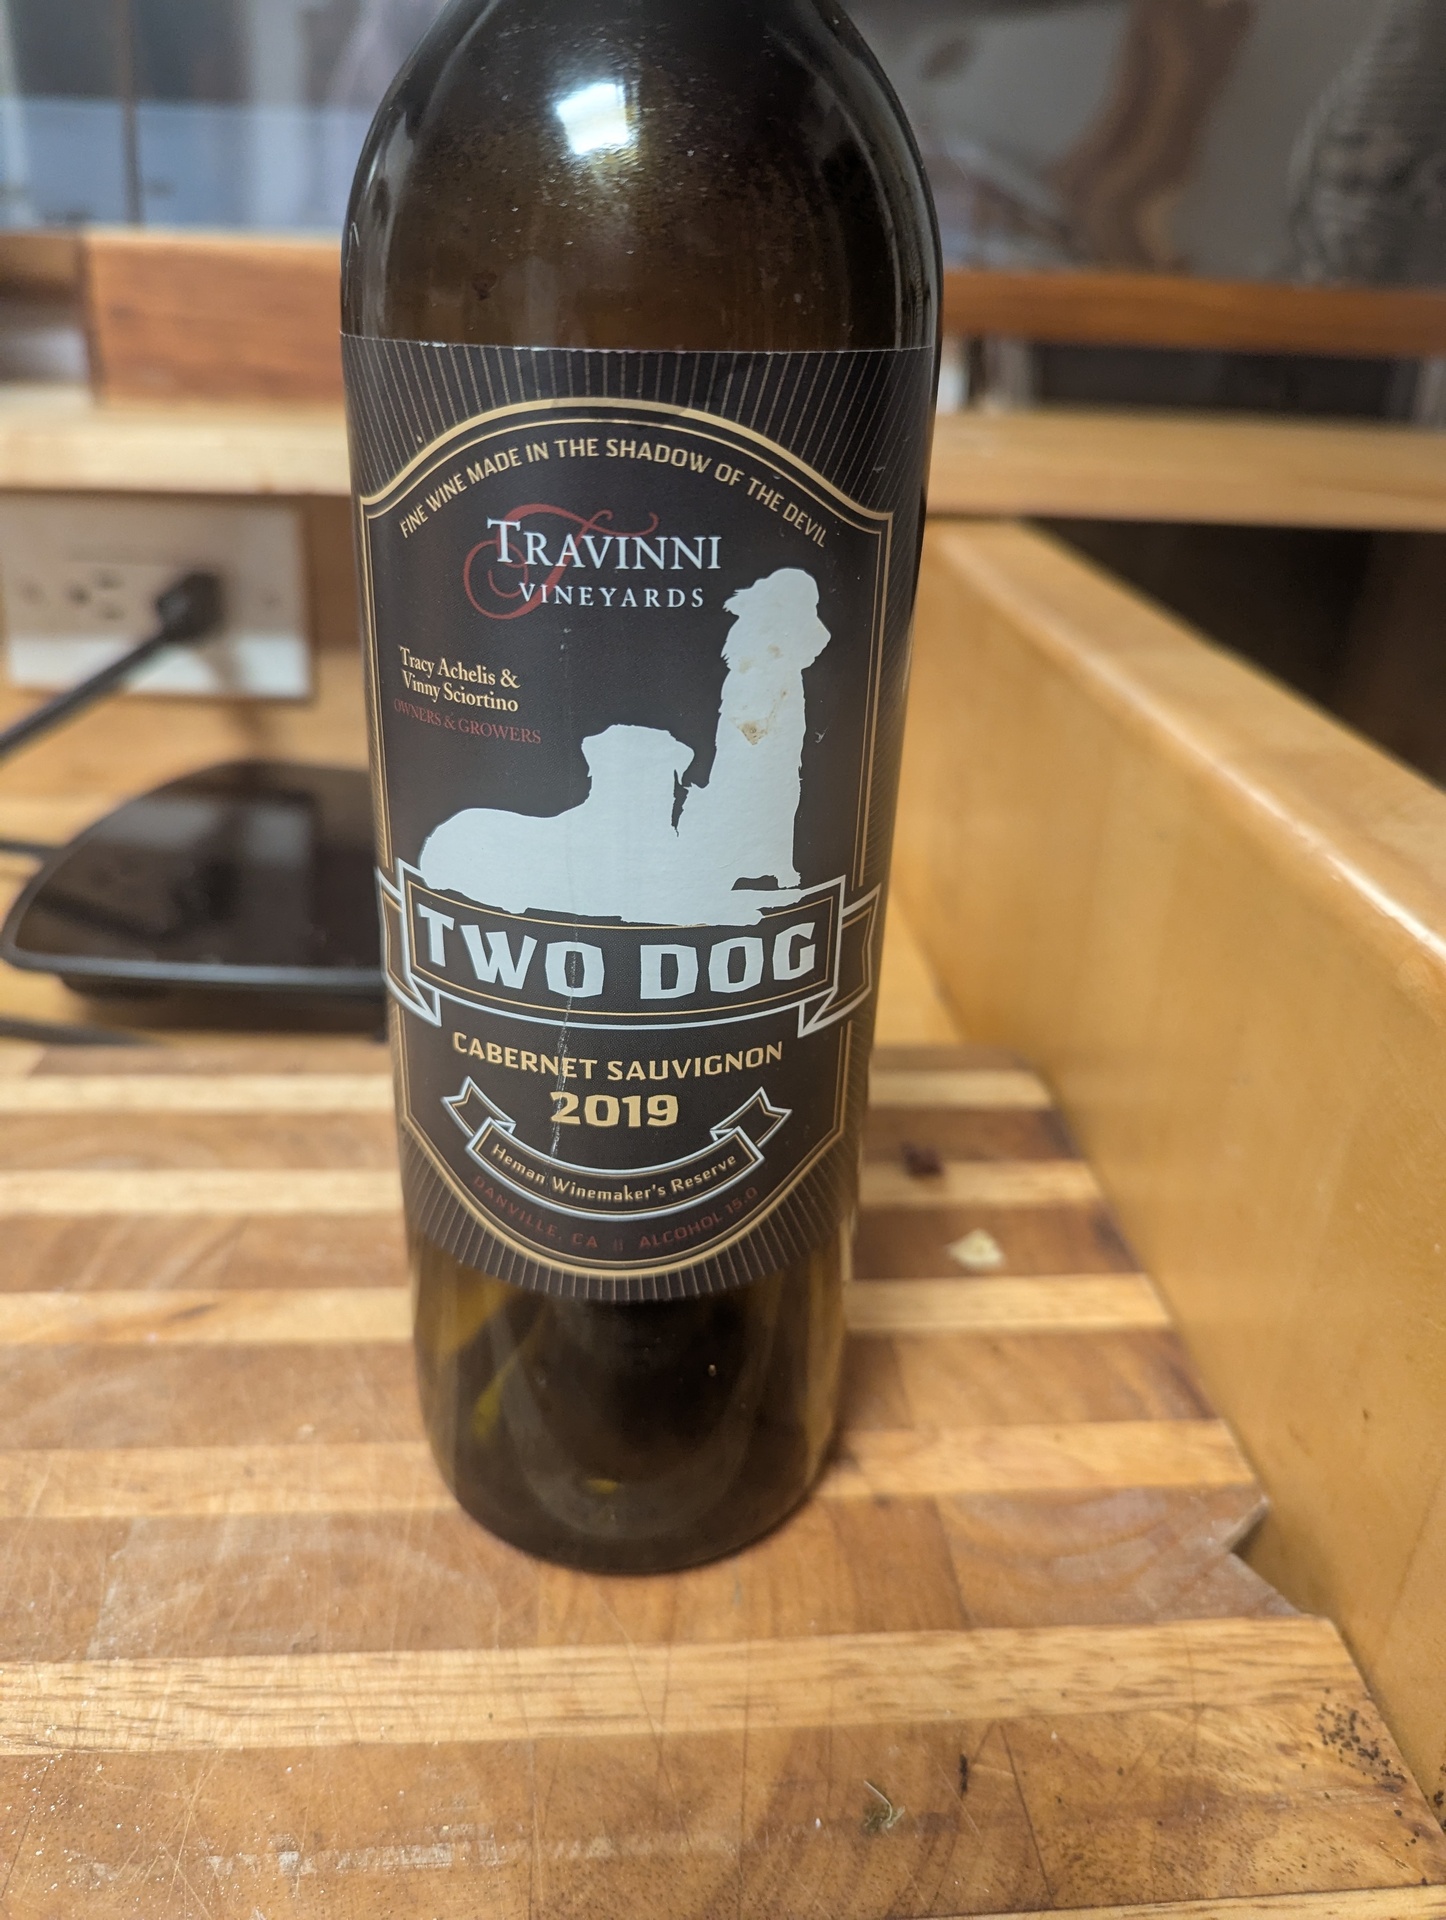 FINE WINE MADE IN THE SHADOW OF THE DEVIL
TRAVINNI
VINEYARDS
Tracy Achelis &
Vinny Sciortino
OWNERS & GROWERS
TWO DOG
CABERNET SAUVIGNON
2019
Heman Winemaker's Reserve
DANVILLE, CA || ALCOHOL 15.0